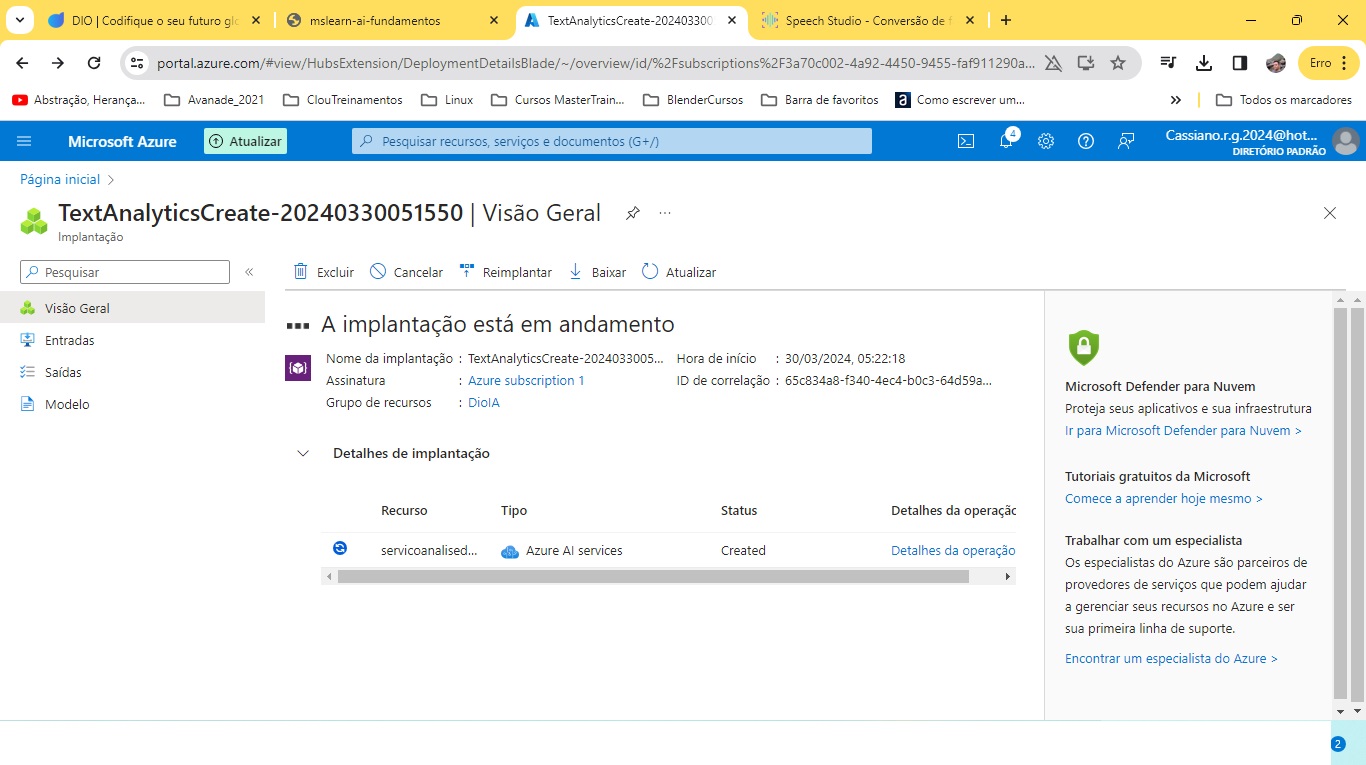 DIO | Codifique o seu futuro glo
mslearn-ai-fundamentos
TextAnalyticsCreate-2024033005
Speech Studio - Conversão de f
portal.azure.com/#view/HubsExtension/DeploymentDetailsBlade/~/overview/id/%2Fsubscriptions%2F3a70c002-4a92-4450-9455-faf911290a...
Erro
Abstração, Herança...
Avanade_2021
ClouTreinamentos
Linux
Cursos MasterTrain...
BlenderCursos
Barra de favoritos
Como escrever um...
Todos os marcadores
Microsoft Azure
Atualizar
Pesquisar recursos, serviços e documentos (G+/)
4
Cassiano.r.g.2024@hot...
DIRETÓRIO PADRÃO
Página inicial
TextAnalyticsCreate-20240330051550 | Visão Geral
Implantação
Pesquisar
Excluir
Cancelar
Reimplantar
Baixar
Atualizar
Visão Geral
Entradas
Saídas
Modelo
A implantação está em andamento
Nome da implantação : TextAnalyticsCreate-2024033005...
Assinatura : Azure subscription 1
Grupo de recursos : DioIA
Hora de início : 30/03/2024, 05:22:18
ID de correlação : 65c834a8-f340-4ec4-b0c3-64d59a...
Detalhes de implantação
Recurso Tipo Status Detalhes da operação
servicoanalised... Azure AI services Created Detalhes da operação
Microsoft Defender para Nuvem
Proteja seus aplicativos e sua infraestrutura
Ir para Microsoft Defender para Nuvem >
Tutoriais gratuitos da Microsoft
Comece a aprender hoje mesmo >
Trabalhar com um especialista
Os especialistas do Azure são parceiros de
provedores de serviços que podem ajudar
a gerenciar seus recursos no Azure e ser
sua primeira linha de suporte.
Encontrar um especialista do Azure >
2